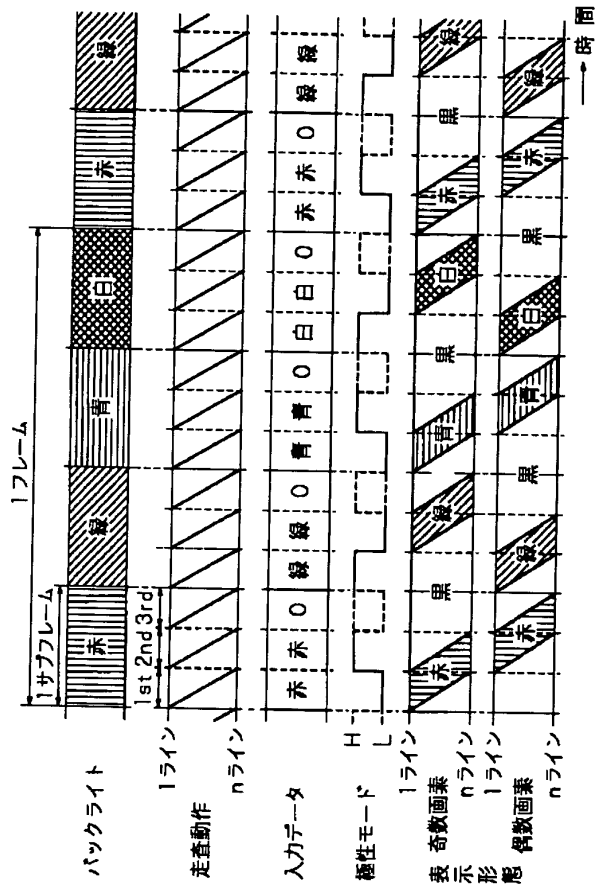 1フレーム
1サブフレーム
バックライト 赤 緑 青 白 赤 緑
1st 2nd 3rd
走査動作 1ライン
nライン
入力データ 赤 赤 0 緑 緑 0 青 青 0 白 白 0 赤 赤 0 緑 緑
極性モード H
L
表示形態
奇数画素 1ライン
nライン
赤 黒 緑 青 黒 白 赤 黒 緑
偶数画素 1ライン
nライン
赤 緑 黒 青 白 黒 赤 緑
→時間